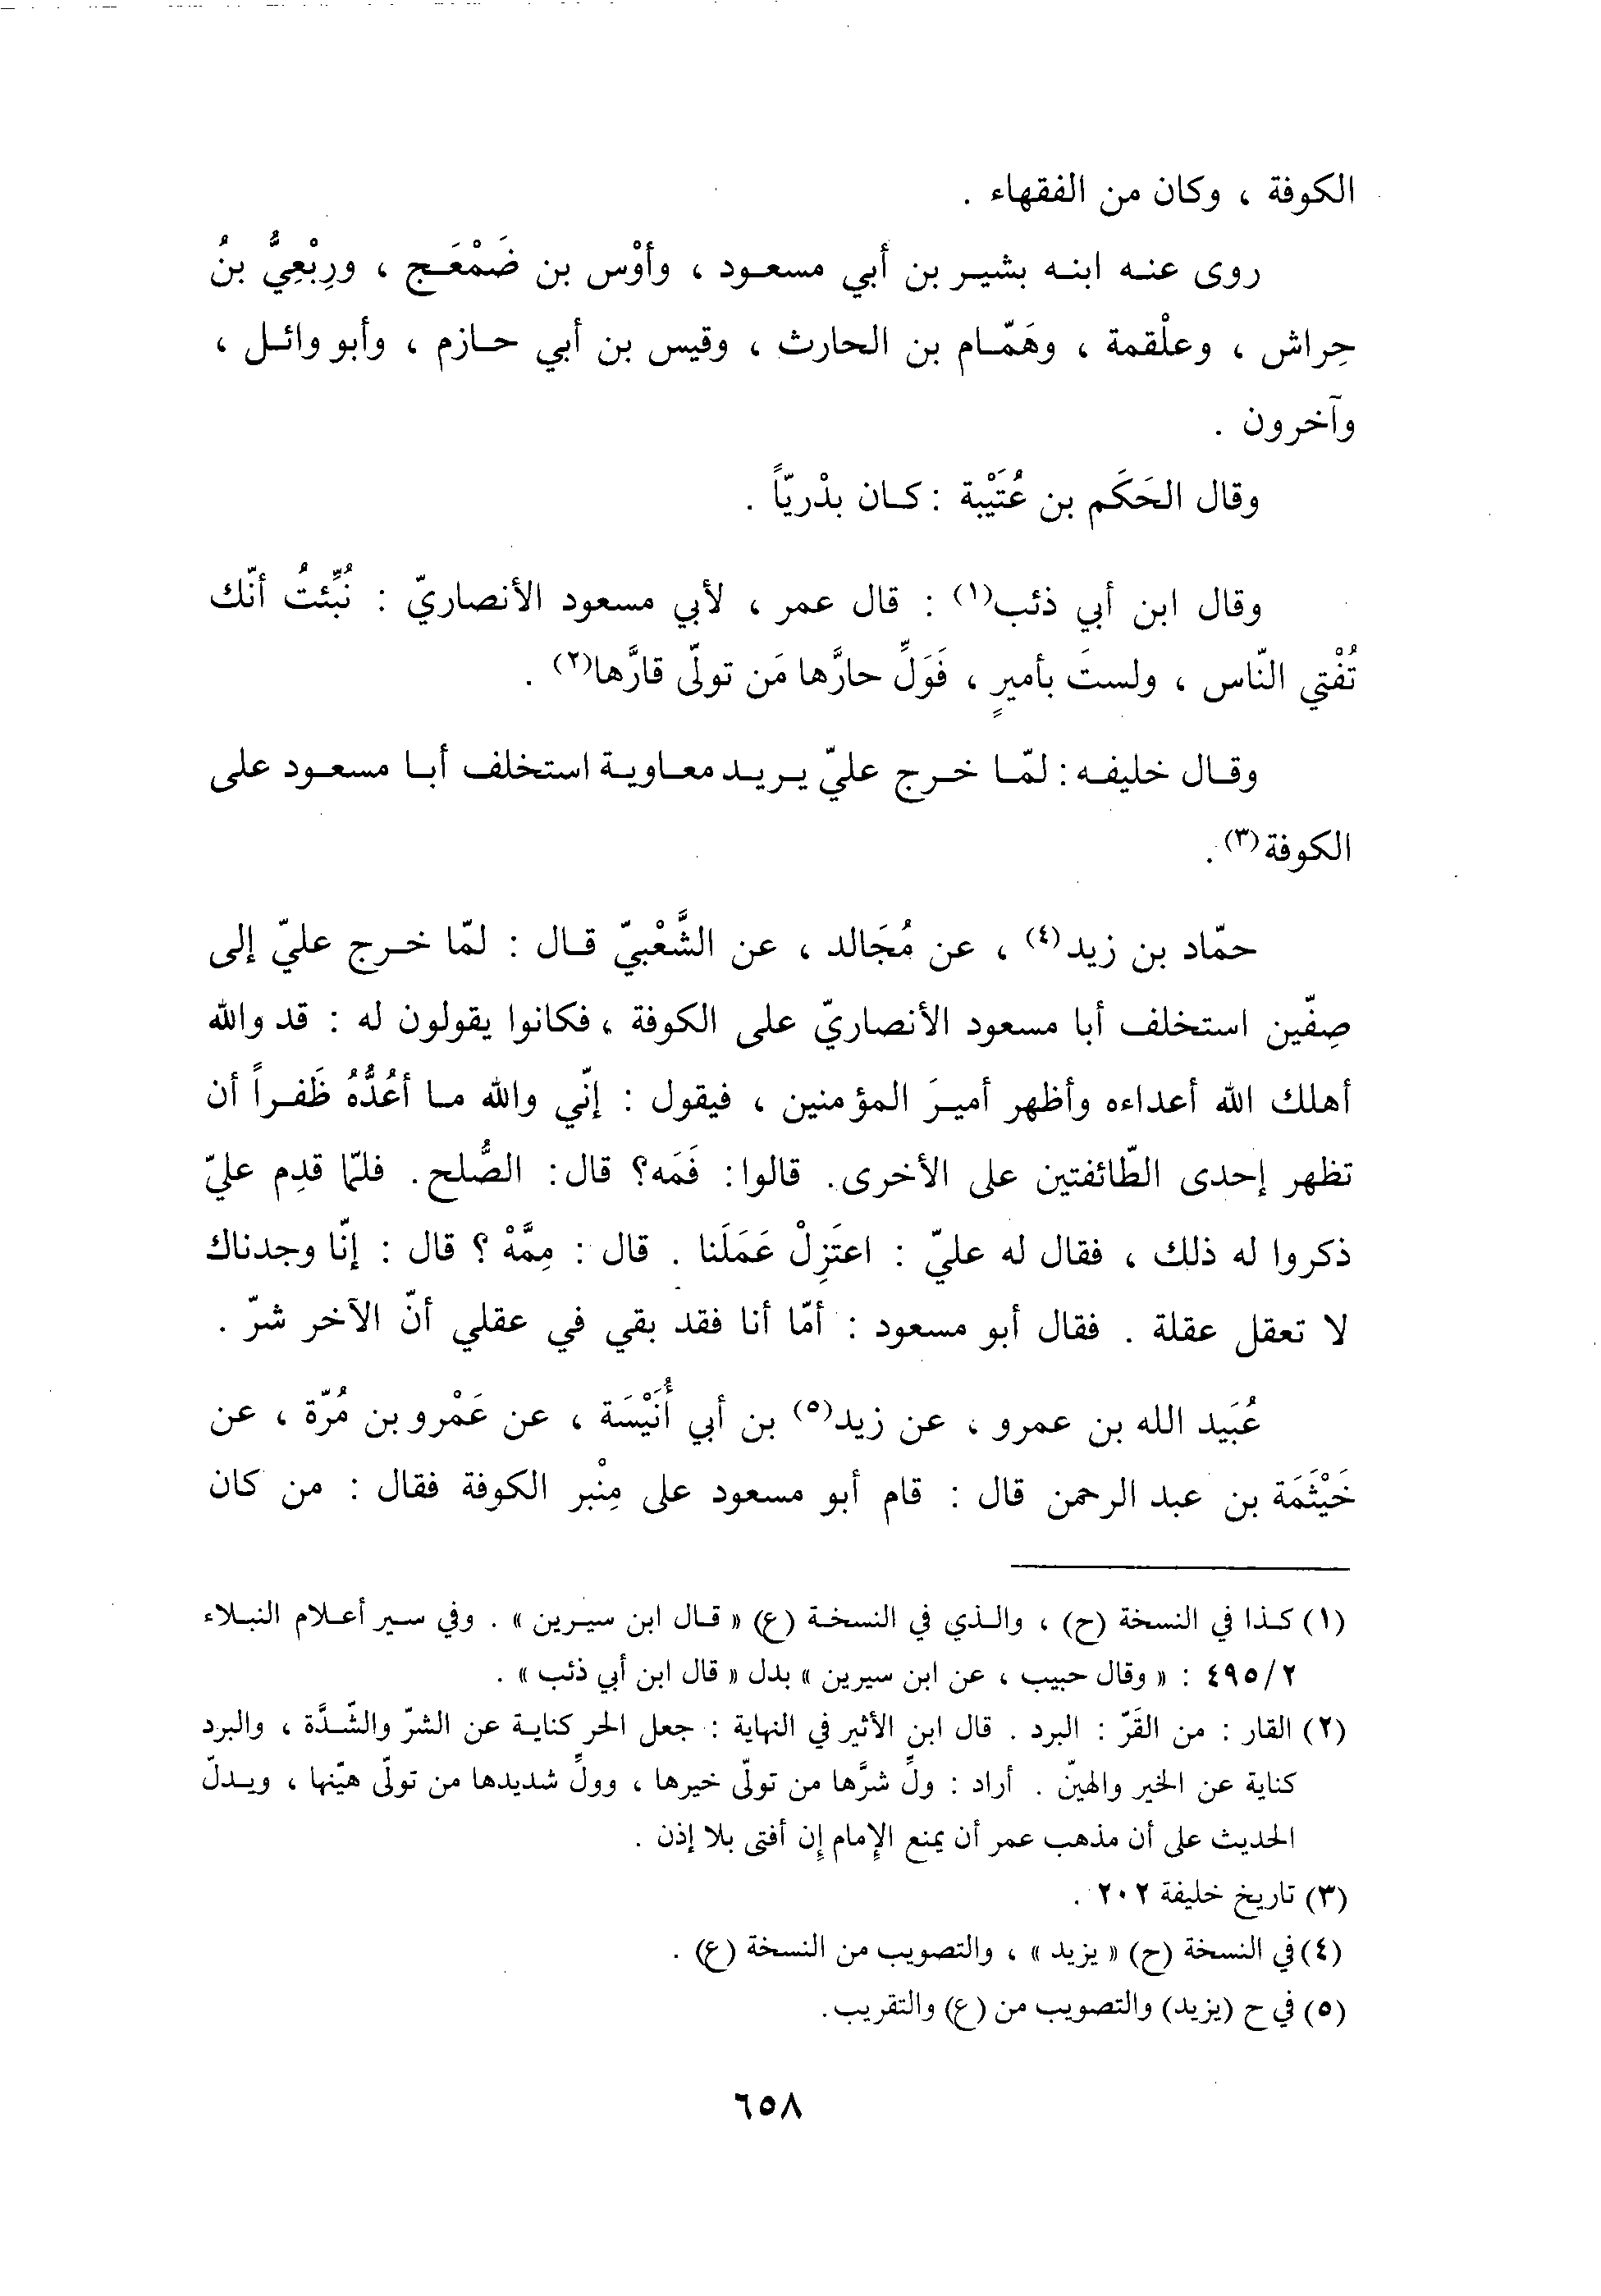 الكوفة ، وكان من الفقهاء .
روى عنه ابنه بشير بن أبي مسعود ، وأوْس بن ضَمْعَج ، ورِبْعِيُّ بنُ
حِراش ، وعلْقمة ، وهَمّام بن الحارث ، وقيس بن أبي حازم ، وأبو وائل ،
وآخرون .
وقال الحَكَم بن عُتَيْبة : كان بدْريّاً .
وقال ابن أبي ذئب(١) : قال عمر ، لأبي مسعود الأنصاريّ : نُبِّئتُ أنّك
تُفْتي النّاس ، ولستَ بأميرٍ ، فَوَلِّ حارَّها مَن تولّى قارَّها(٢) .
وقال خليفه : لمّا خرج عليّ يريد معاوية استخلف أبا مسعود على
الكوفة(٣) .
حمّاد بن زيد(٤) ، عن مُجَالد ، عن الشَّعْبيّ قال : لمّا خرج عليّ إلى
صِفّين استخلف أبا مسعود الأنصاريّ على الكوفة ، فكانوا يقولون له : قد والله
أهلك الله أعداءه وأظهر أميرَ المؤمنين ، فيقول : إنّي والله ما أعُدُّهُ ظَفراً أن
تظهر إحدى الطّائفتين على الأخرى. قالوا: فَمَه؟ قال: الصُّلح. فلمّا قدِم عليّ
ذكروا له ذلك ، فقال له عليّ : اعتَزِلْ عَمَلَنا . قال : مِمَّهْ ؟ قال : إنّا وجدناك
لا تعقل عقلة . فقال أبو مسعود : أمّا أنا فقد بقي في عقلي أنّ الآخر شرّ .
عُبَيد الله بن عمرو ، عن زيد(٥) بن أبي أُنَيْسَة ، عن عَمْرو بن مُرّة ، عن
خَيْثَمَة بن عبد الرحمن قال : قام أبو مسعود على مِنْبر الكوفة فقال : من كان
(١) كذا في النسخة (ح) ، والذي في النسخة (ع) « قال ابن سيرين » . وفي سير أعلام النبلاء
٢/٤٩٥ : « وقال حبيب ، عن ابن سيرين » بدل « قال ابن أبي ذئب » .
(٢) القار : من القَرّ : البرد . قال ابن الأثير في النهاية : جعل الحر كناية عن الشرّ والشّدَّة ، والبرد
كناية عن الخير والهيّن . أراد : ولِّ شرَّها من تولّى خيرها ، وولِّ شديدها من تولّى هيّنها ، ويدلّ
الحديث على أن مذهب عمر أن يمنع الإمام إن أفتى بلا إذن .
(٣) تاريخ خليفة ٢٠٢ .
(٤) في النسخة (ح) « يزيد » ، والتصويب من النسخة (ع) .
(٥) في ح (يزيد) والتصويب من (ع) والتقريب.
٦٥٨